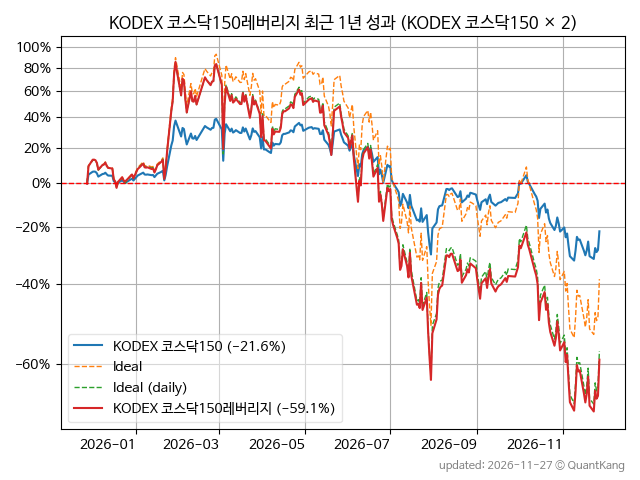 KODEX 코스닥150레버리지 최근 1년 성과 (KODEX 코스닥150 × 2)
100%
80%
60%
40%
20%
0%
−20%
−40%
−60%
KODEX 코스닥150 (−21.6%)
Ideal
Ideal (daily)
KODEX 코스닥150레버리지 (−59.1%)
2026-01 2026-03 2026-05 2026-07 2026-09 2026-11
updated: 2026-11-27 © QuantKang